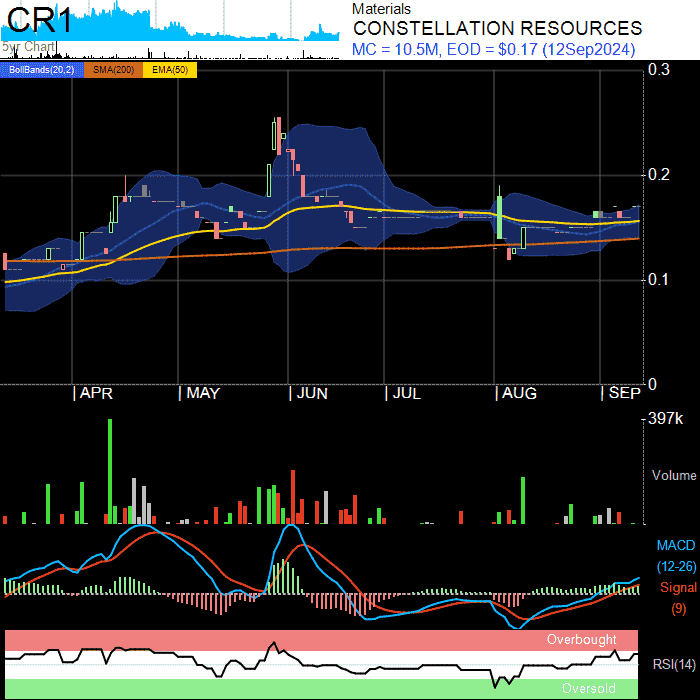 CR1
5yr Chart
Materials
CONSTELLATION RESOURCES
MC = 10.5M, EOD = $0.17 (12Sep2024)
BollBands(20,2) SMA(200) EMA(50)
0.3
0.2
0.1
0
APR MAY JUN JUL AUG SEP
397k
Volume
MACD
(12-26)
Signal
(9)
Overbought
RSI(14)
Oversold